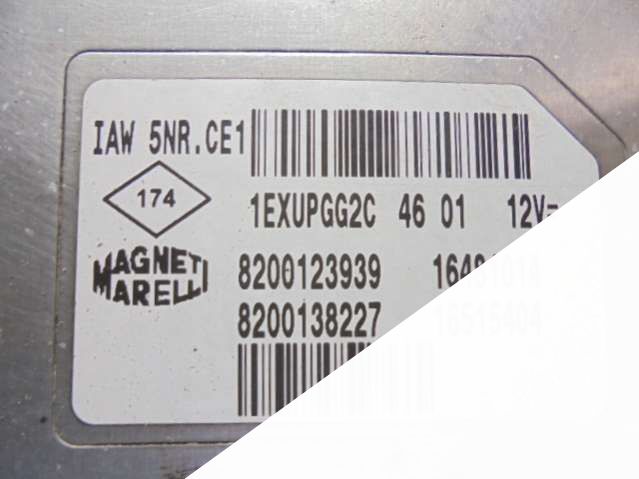 IAW 5NR.CE1
174
1EXUPGG2C 46 01 12V=
MAGNETI
MARELLI
8200123939
8200138227